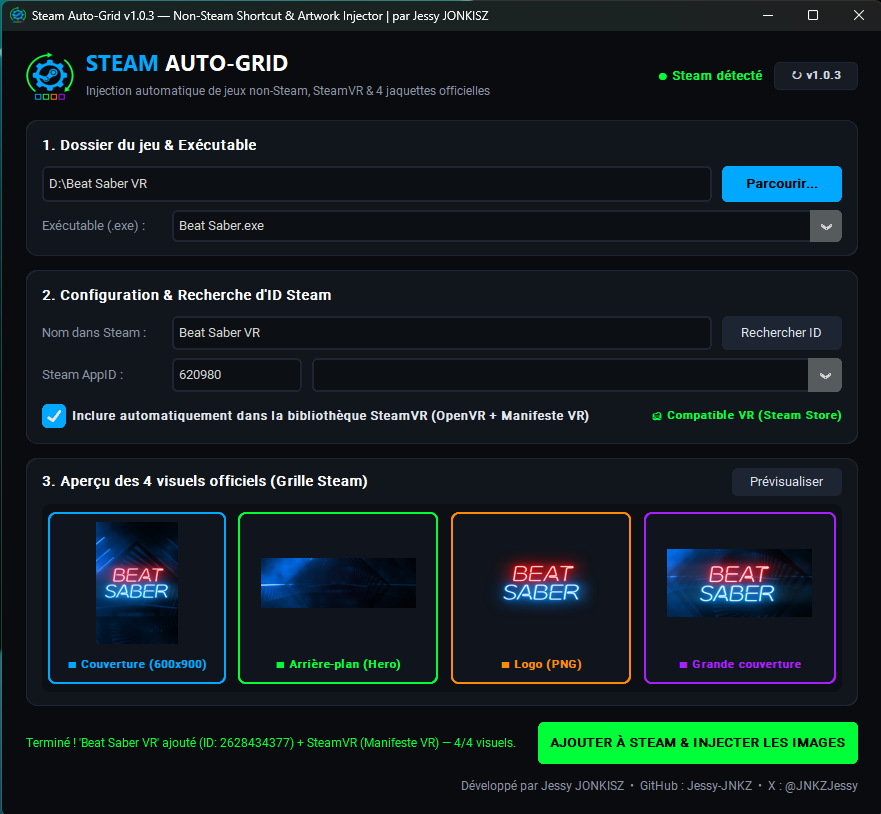 Steam Auto-Grid v1.0.3 — Non-Steam Shortcut & Artwork Injector | par Jessy JONKISZ
STEAM AUTO-GRID
Injection automatique de jeux non-Steam, SteamVR & 4 jaquettes officielles
● Steam détecté
↻ v1.0.3
1. Dossier du jeu & Exécutable
D:\Beat Saber VR
Parcourir...
Exécutable (.exe) :
Beat Saber.exe
2. Configuration & Recherche d'ID Steam
Nom dans Steam :
Beat Saber VR
Rechercher ID
Steam AppID :
620980
Inclure automatiquement dans la bibliothèque SteamVR (OpenVR + Manifeste VR)
Compatible VR (Steam Store)
3. Aperçu des 4 visuels officiels (Grille Steam)
Prévisualiser
BEAT
SABER
BEAT
SABER
BEAT
SABER
Couverture (600x900)
Arrière-plan (Hero)
Logo (PNG)
Grande couverture
Terminé ! 'Beat Saber VR' ajouté (ID: 2628434377) + SteamVR (Manifeste VR) — 4/4 visuels.
AJOUTER À STEAM & INJECTER LES IMAGES
Développé par Jessy JONKISZ • GitHub : Jessy-JNKZ • X : @JNKZJessy